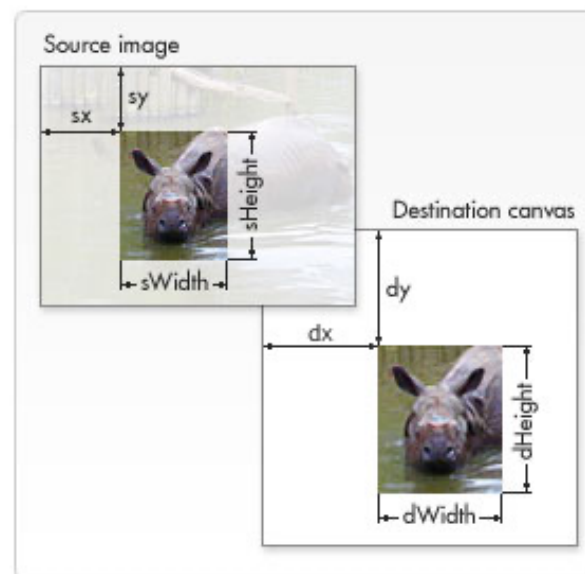 Source image
sy
sx
sHeight
sWidth
Destination canvas
dy
dx
dHeight
dWidth